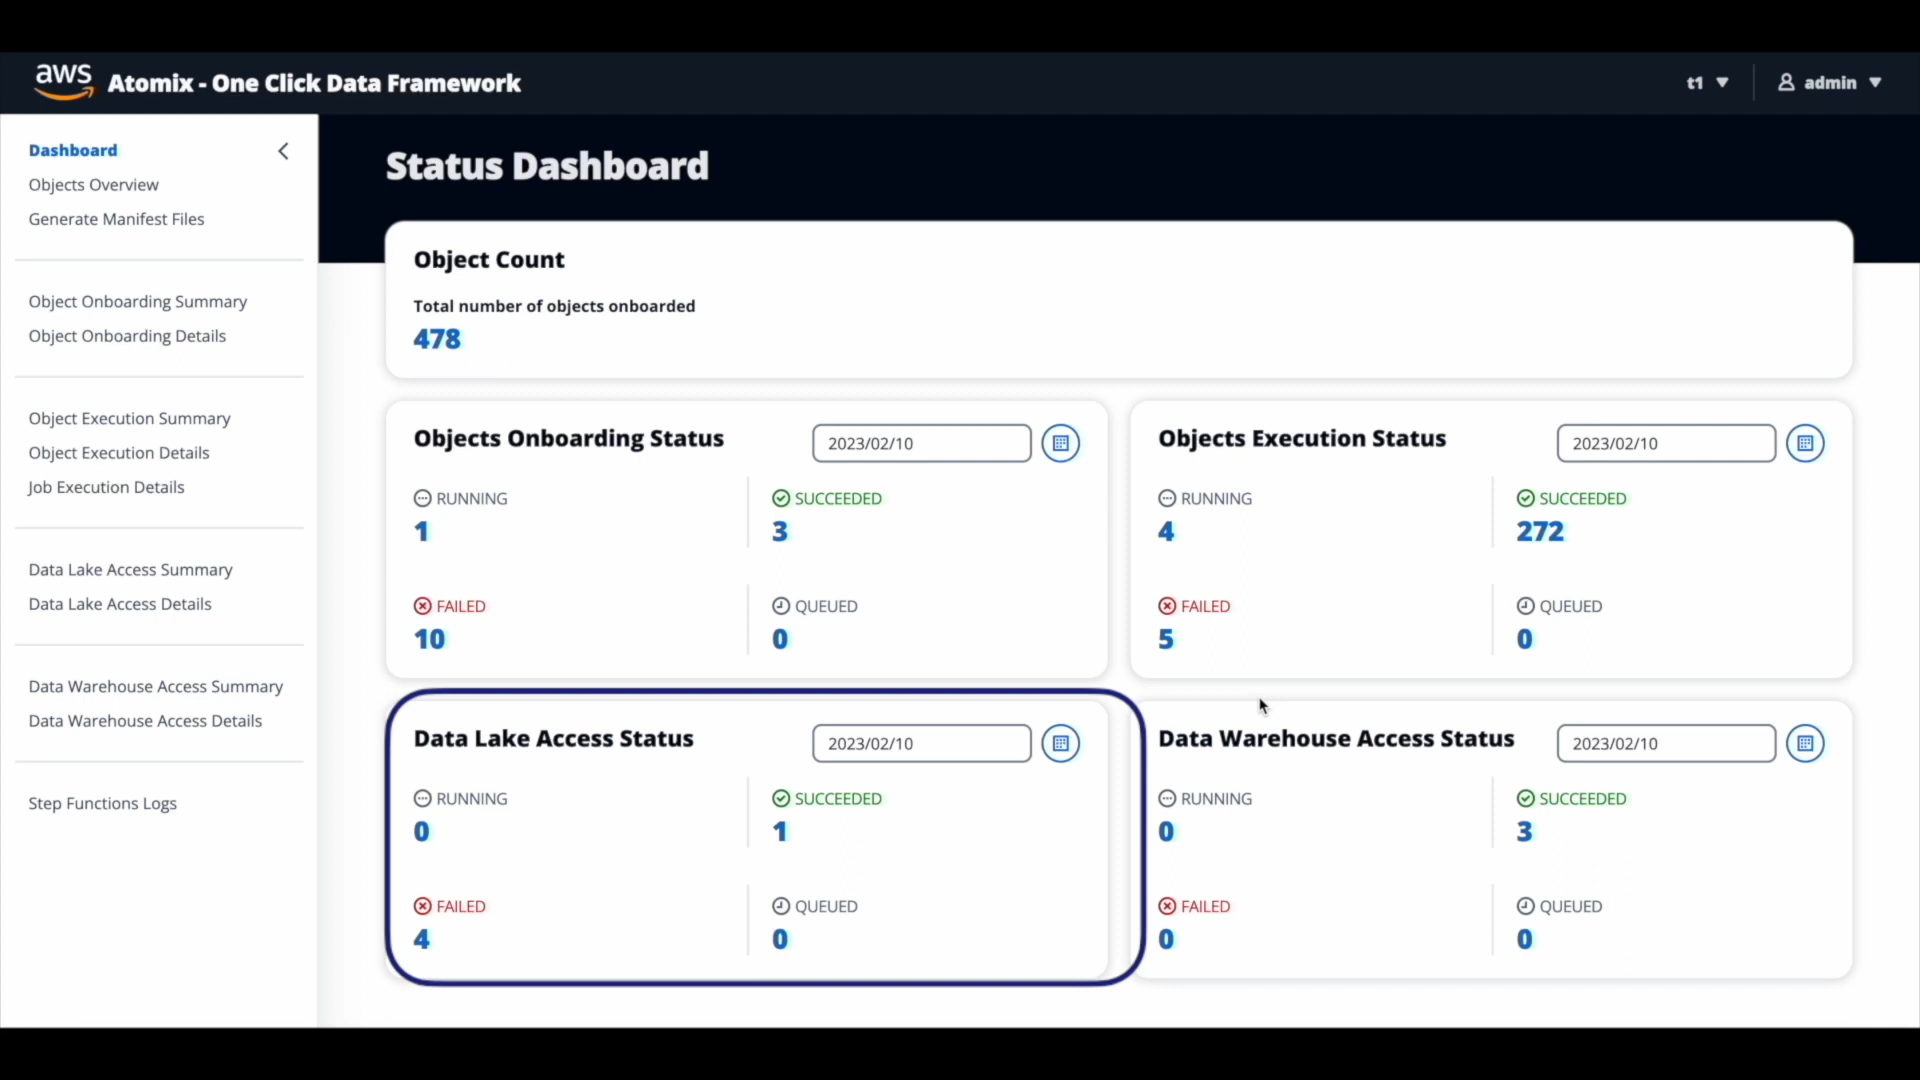 aws Atomix - One Click Data Framework
t1 admin
Dashboard
Objects Overview
Generate Manifest Files
Object Onboarding Summary
Object Onboarding Details
Object Execution Summary
Object Execution Details
Job Execution Details
Data Lake Access Summary
Data Lake Access Details
Data Warehouse Access Summary
Data Warehouse Access Details
Step Functions Logs
Status Dashboard
Object Count
Total number of objects onboarded
478
Objects Onboarding Status 2023/02/10
RUNNING SUCCEEDED
1 3
FAILED QUEUED
10 0
Objects Execution Status 2023/02/10
RUNNING SUCCEEDED
4 272
FAILED QUEUED
5 0
Data Lake Access Status 2023/02/10
RUNNING SUCCEEDED
0 1
FAILED QUEUED
4 0
Data Warehouse Access Status 2023/02/10
RUNNING SUCCEEDED
0 3
FAILED QUEUED
0 0